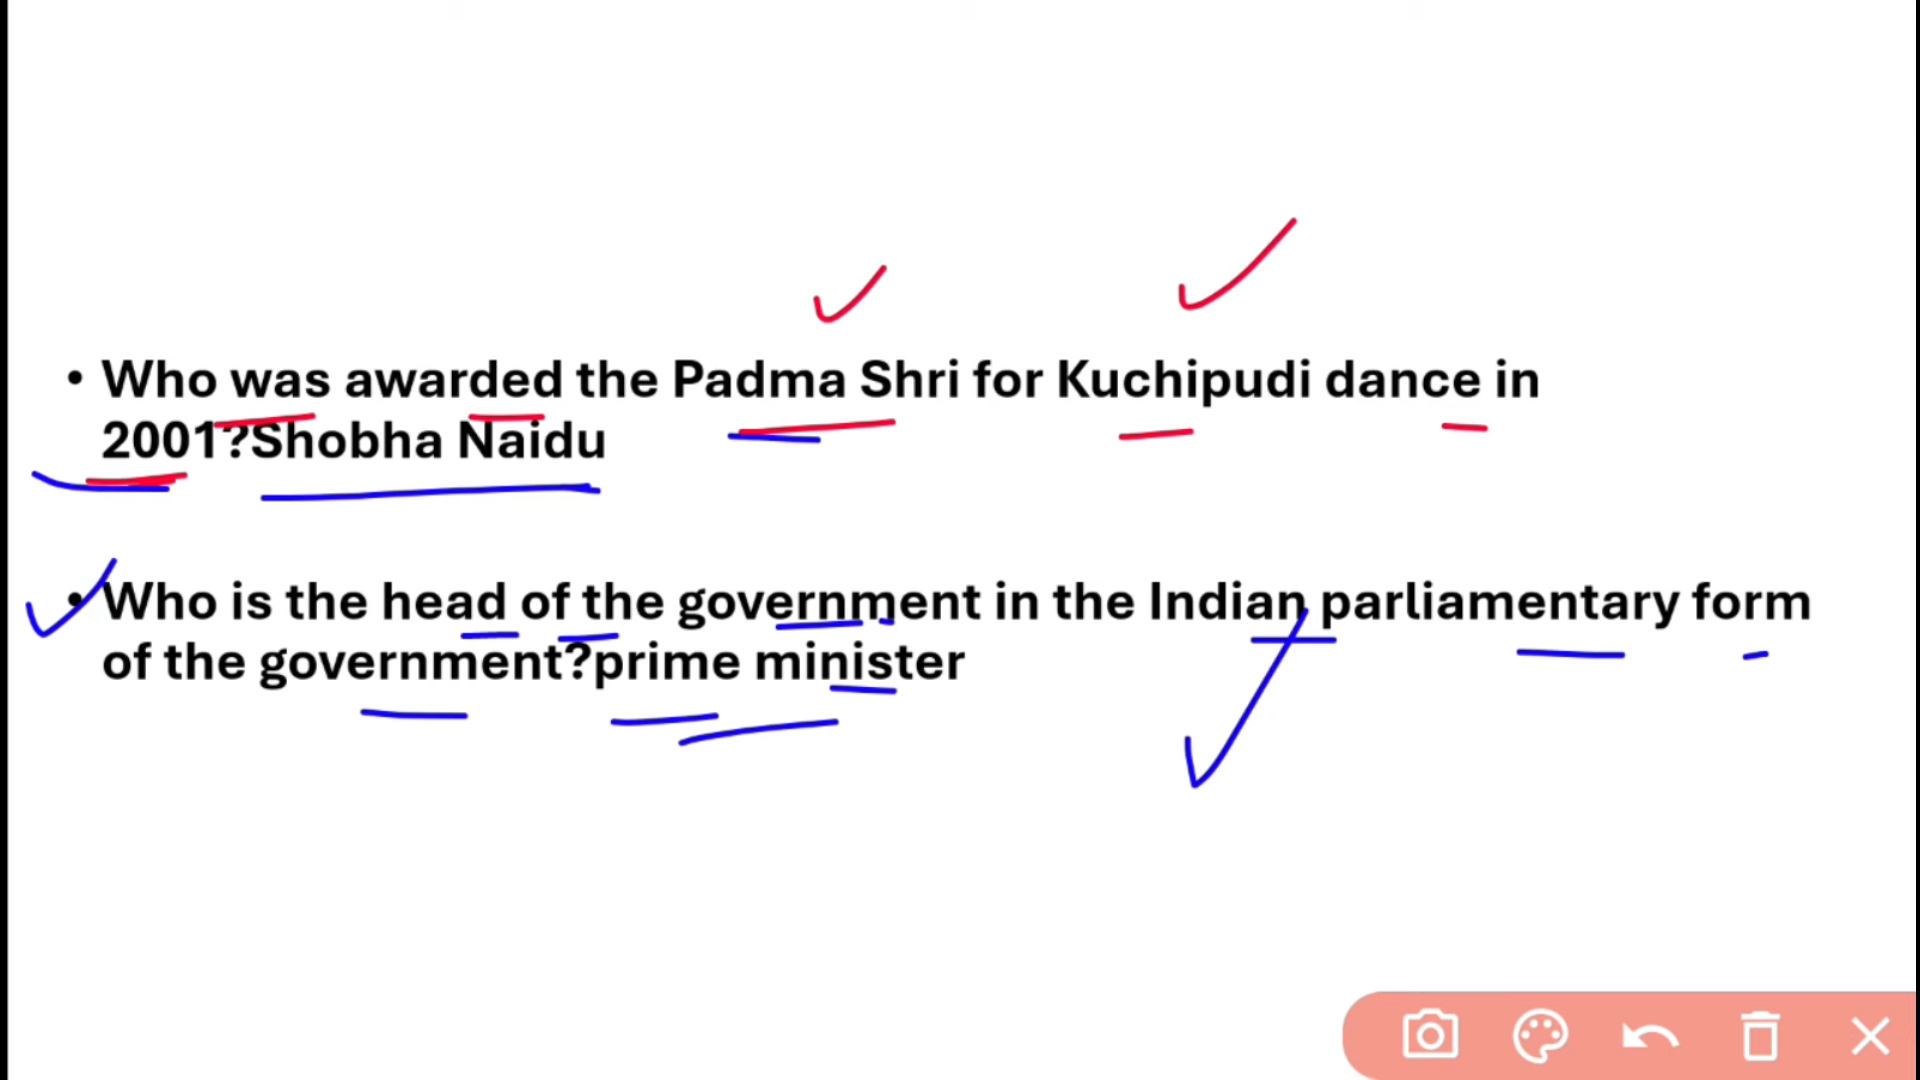 • Who was awarded the Padma Shri for Kuchipudi dance in
2001?Shobha Naidu
• Who is the head of the government in the Indian parliamentary form
of the government?prime minister